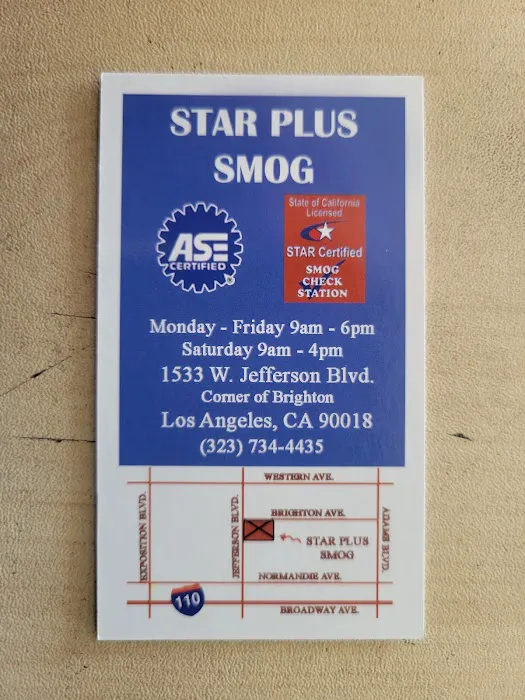 STAR PLUS
SMOG
ASE
CERTIFIED
State of California
Licensed
STAR Certified
SMOG
CHECK
STATION
Monday - Friday 9am - 6pm
Saturday 9am - 4pm
1533 W. Jefferson Blvd.
Corner of Brighton
Los Angeles, CA 90018
(323) 734-4435
WESTERN AVE.
EXPOSITION BLVD.
JEFFERSON BLVD.
BRIGHTON AVE.
ADAMS BLVD.
STAR PLUS
SMOG
NORMANDIE AVE.
110
BROADWAY AVE.